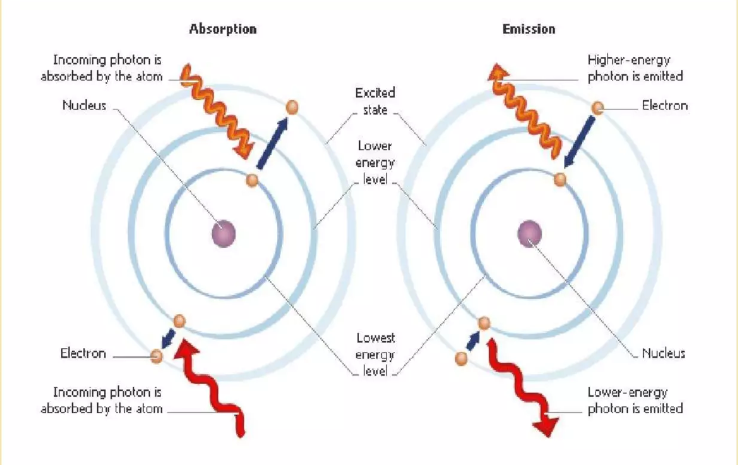 Absorption
Emission
Incoming photon is
absorbed by the atom
Nucleus
Excited
state
Lower
energy
level
Higher-energy
photon is emitted
Electron
Electron
Incoming photon is
absorbed by the atom
Lowest
energy
level
Nucleus
Lower-energy
photon is emitted